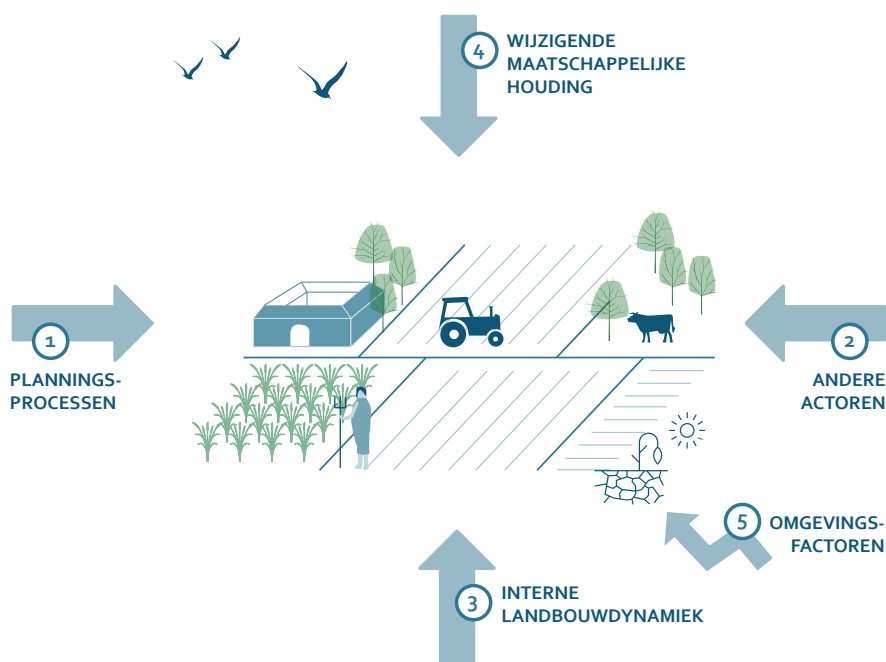 4
WIJZIGENDE
MAATSCHAPPELIJKE
HOUDING
1
PLANNINGS-
PROCESSEN
2
ANDERE
ACTOREN
5
OMGEVINGS-
FACTOREN
3
INTERNE
LANDBOUWDYNAMIEK